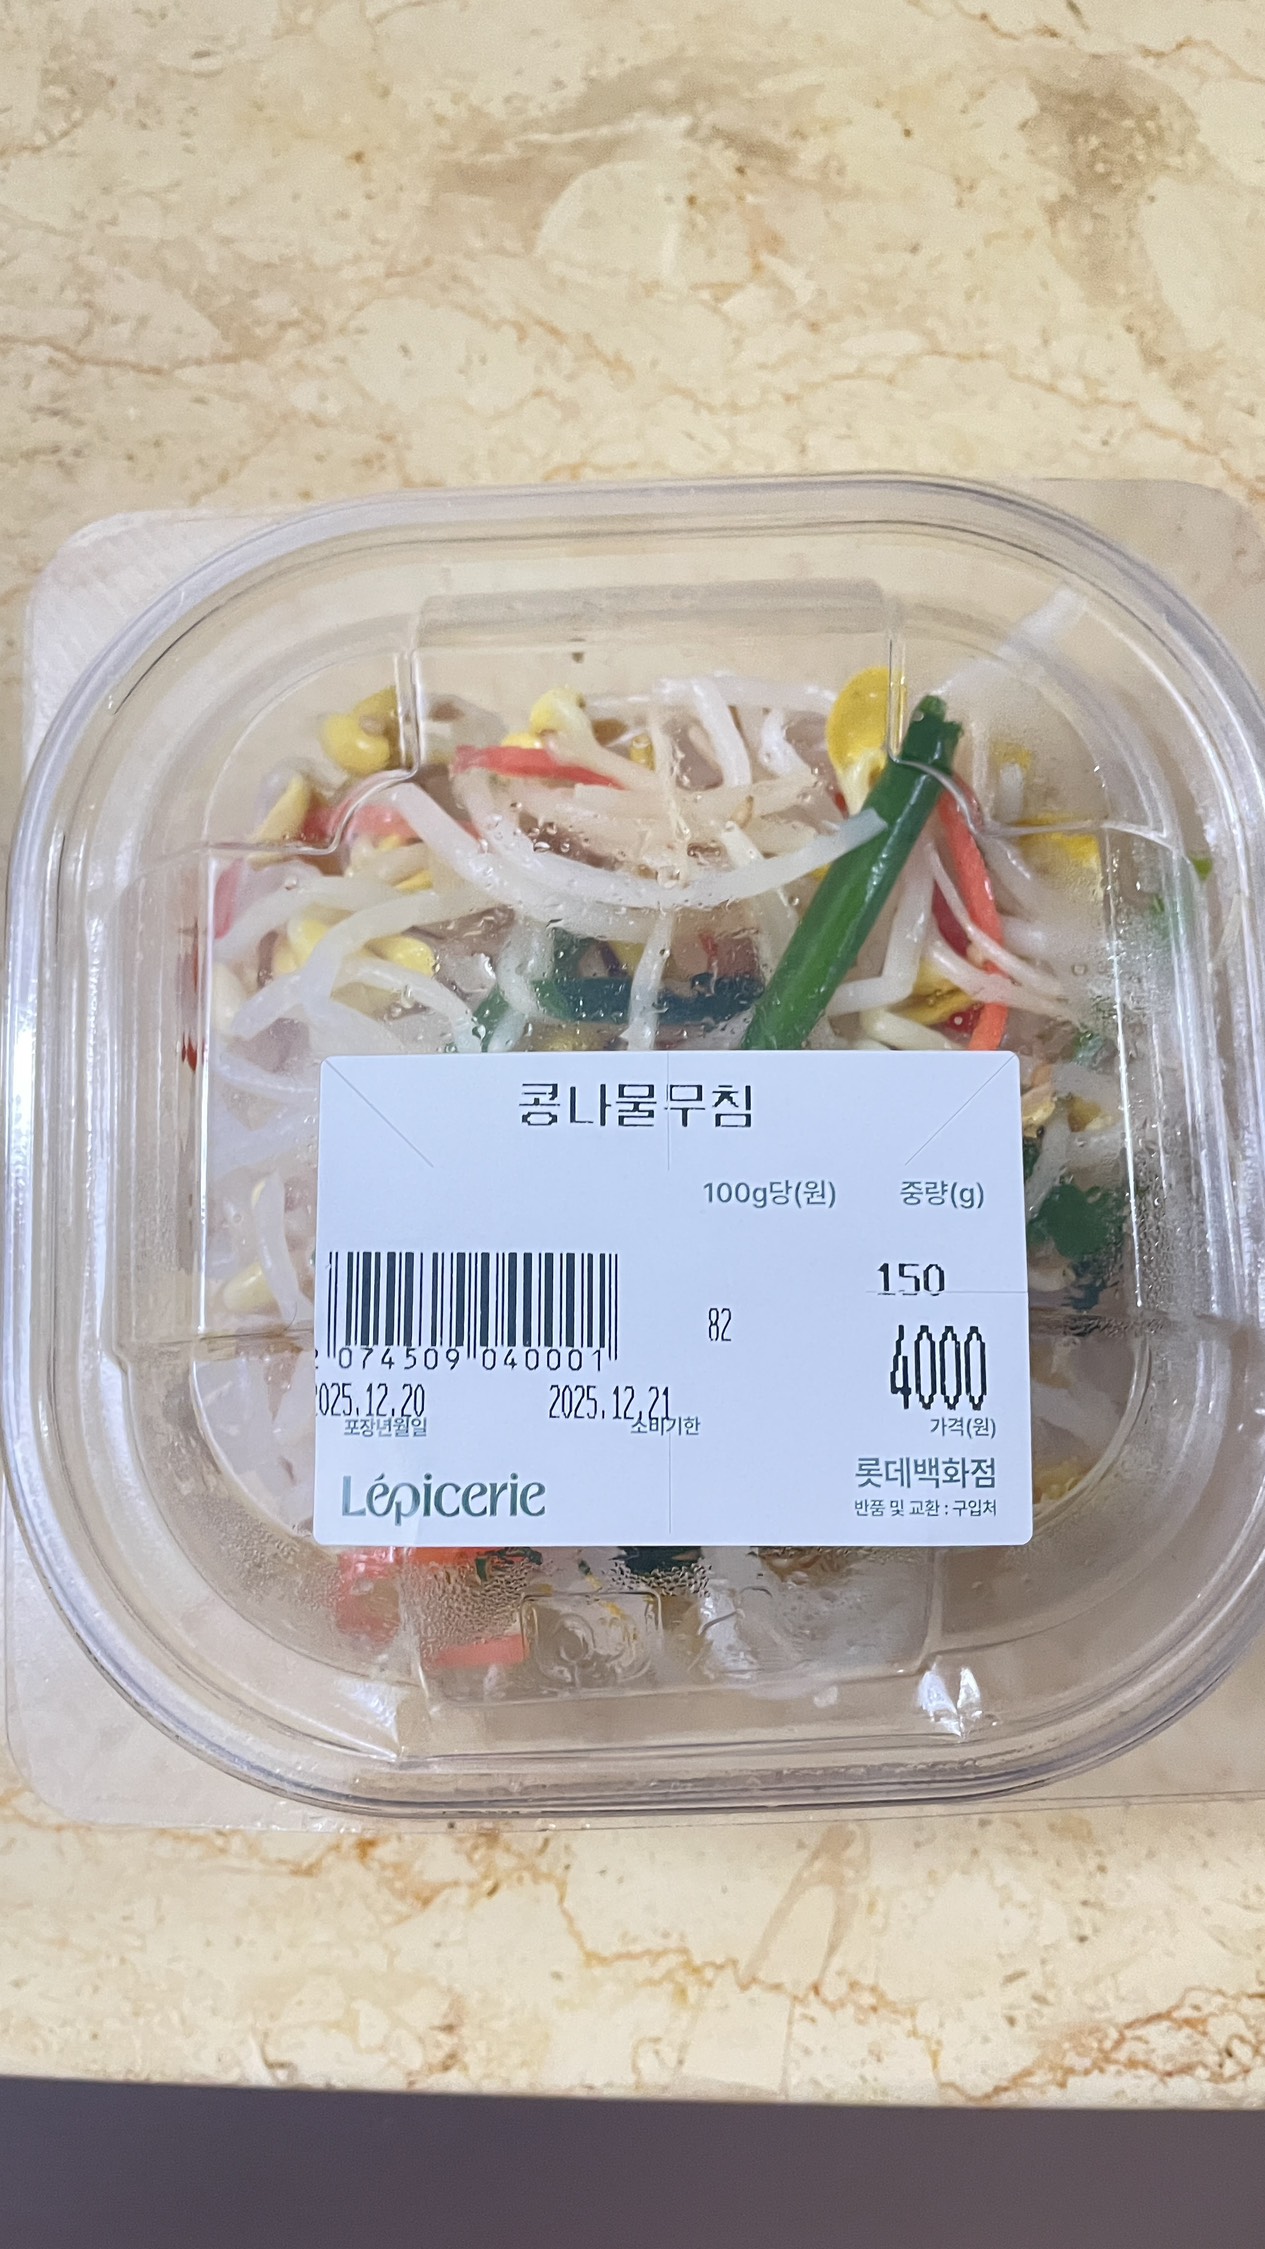 콩나물무침
100g당(원) 중량(g)
150
82
4000
2 074509 040001
2025.12.20 2025.12.21
포장년월일 소비기한 가격(원)
Lépicerie 롯데백화점
반품 및 교환 : 구입처